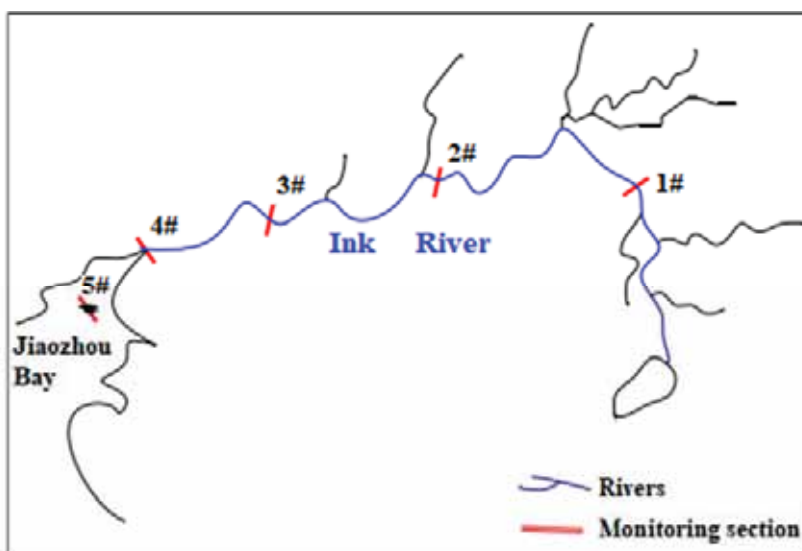 2#
1#
3#
4#
Ink River
5#
Jiaozhou
Bay
Rivers
Monitoring section